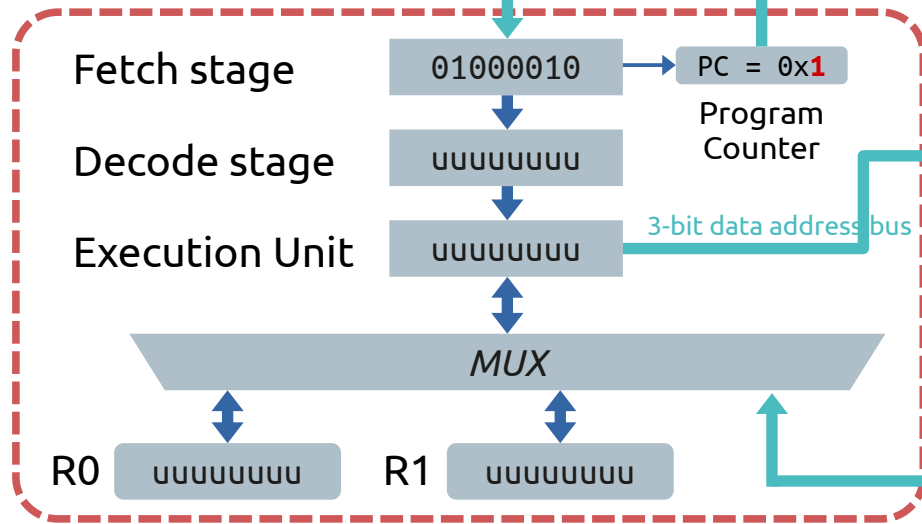 Fetch stage
01000010
PC = 0x1
Program
Counter
Decode stage
uuuuuuuu
3-bit data address bus
Execution Unit
uuuuuuuu
MUX
R0
uuuuuuuu
R1
uuuuuuuu